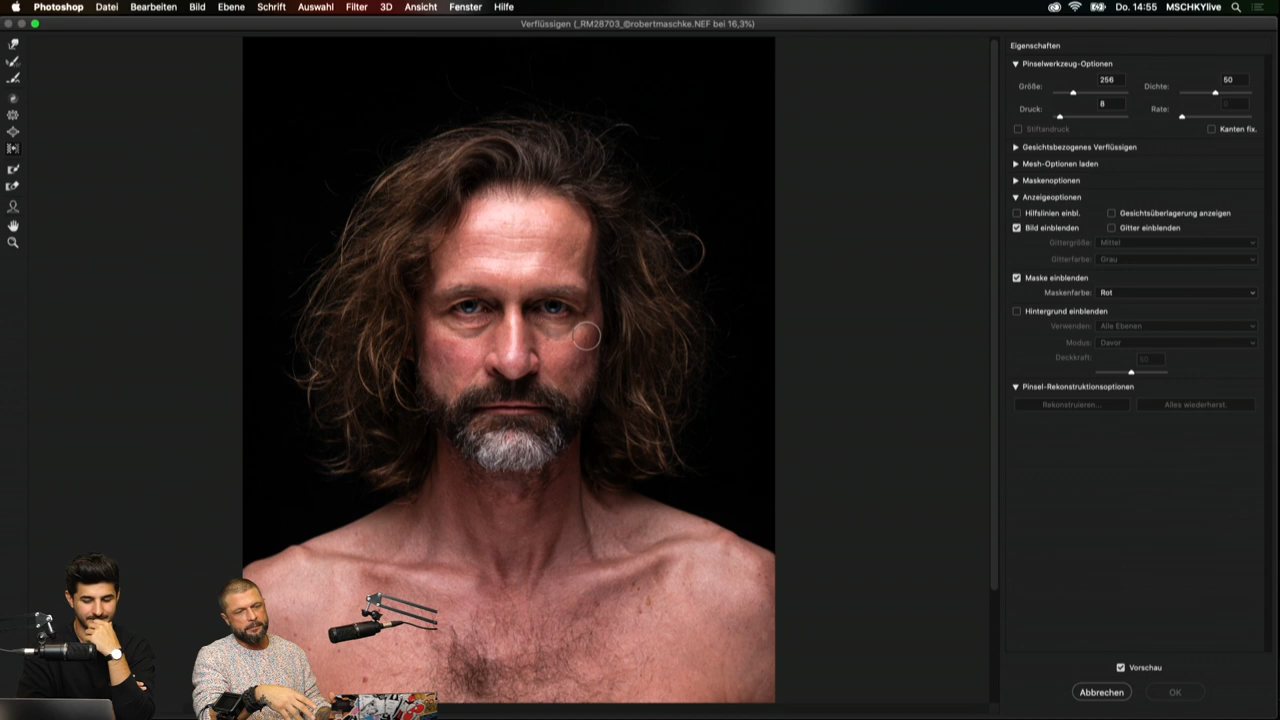 Photoshop Datei Bearbeiten Bild Ebene Schrift Auswahl Filter 3D Ansicht Fenster Hilfe Do. 14:55 MSCHKYlive
Verflüssigen (_RM28703_©robertmaschke.NEF bei 16,3%)
Eigenschaften
Pinselwerkzeug-Optionen
Größe: 256 Dichte: 50
Druck: 8 Rate:
Stiftandruck Kanten fix.
Gesichtsbezogenes Verflüssigen
Mesh-Optionen laden
Maskenoptionen
Anzeigeoptionen
Hilfslinien einbl. Gesichtsüberlagerung anzeigen
Bild einblenden Gitter einblenden
Gittergröße: Mittel
Gitterfarbe: Grau
Maske einblenden
Maskenfarbe: Rot
Hintergrund einblenden
Verwenden: Alle Ebenen
Modus: Davor
Deckkraft: 50
Pinsel-Rekonstruktionsoptionen
Rekonstruieren... Alles wiederherst.
Vorschau
Abbrechen OK